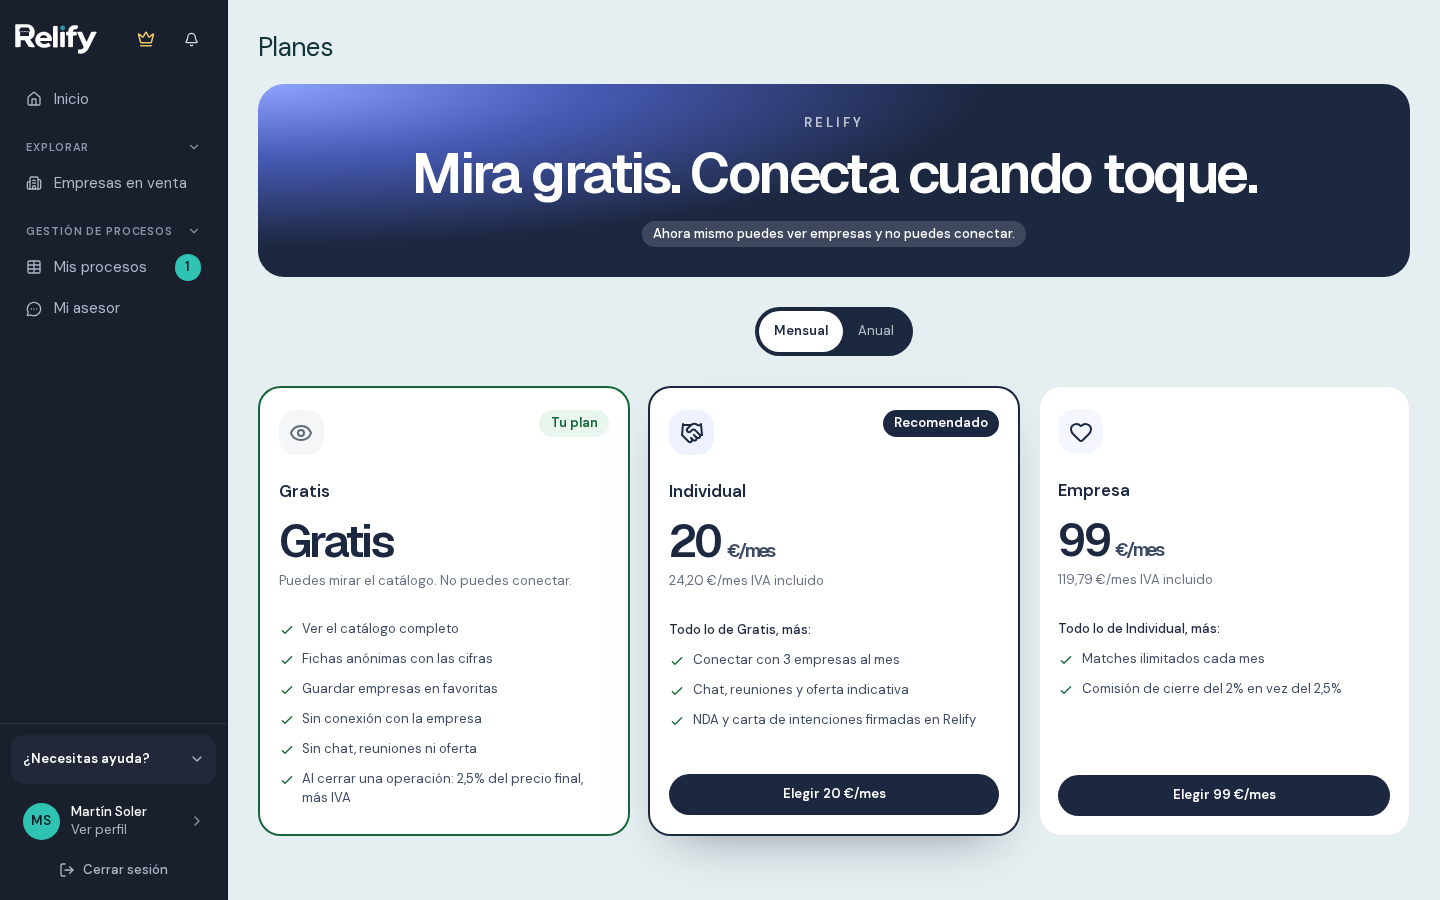 Relify
Inicio
EXPLORAR
Empresas en venta
GESTIÓN DE PROCESOS
Mis procesos
1
Mi asesor
¿Necesitas ayuda?
MS
Martín Soler
Ver perfil
Cerrar sesión
Planes
RELIFY
Mira gratis. Conecta cuando toque.
Ahora mismo puedes ver empresas y no puedes conectar.
Mensual
Anual
Tu plan
Gratis
Gratis
Puedes mirar el catálogo. No puedes conectar.
Ver el catálogo completo
Fichas anónimas con las cifras
Guardar empresas en favoritas
Sin conexión con la empresa
Sin chat, reuniones ni oferta
Al cerrar una operación: 2,5% del precio final,
más IVA
Recomendado
Individual
20 €/mes
24,20 €/mes IVA incluido
Todo lo de Gratis, más:
Conectar con 3 empresas al mes
Chat, reuniones y oferta indicativa
NDA y carta de intenciones firmadas en Relify
Elegir 20 €/mes
Empresa
99 €/mes
119,79 €/mes IVA incluido
Todo lo de Individual, más:
Matches ilimitados cada mes
Comisión de cierre del 2% en vez del 2,5%
Elegir 99 €/mes